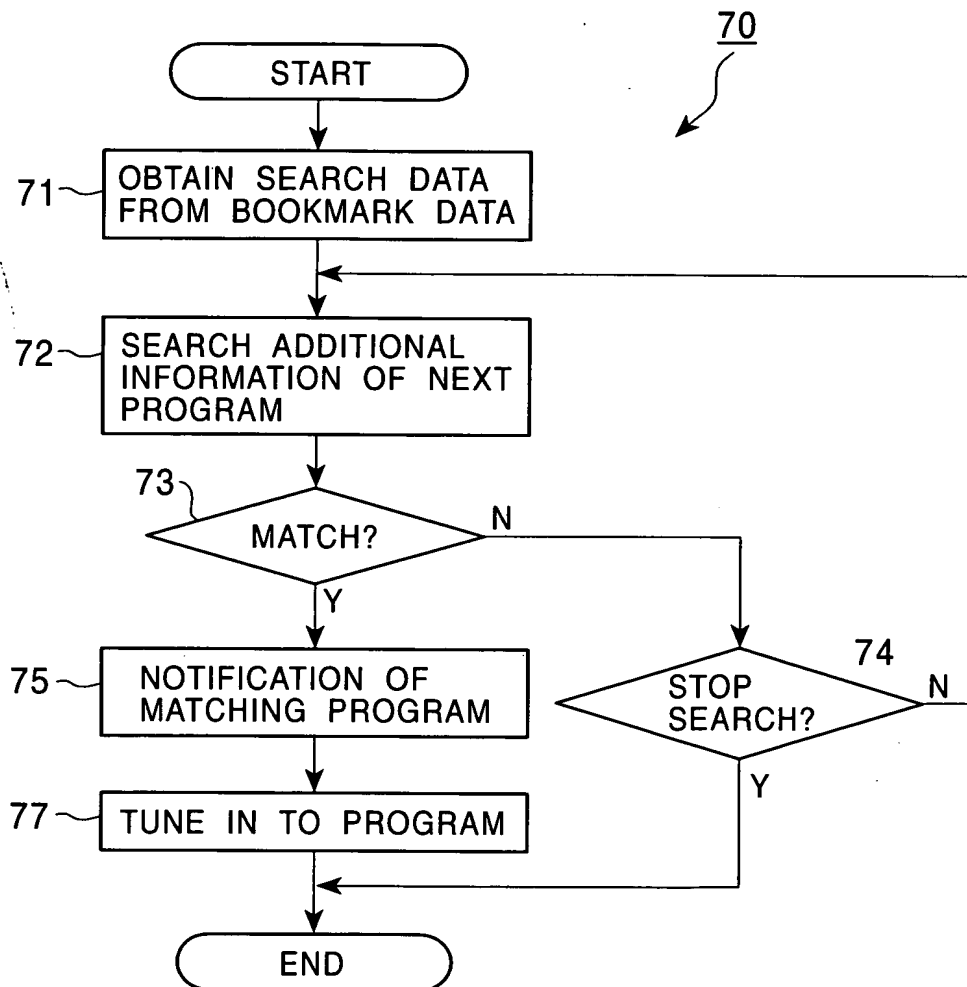 70
START
71
OBTAIN SEARCH DATA
FROM BOOKMARK DATA
72
SEARCH ADDITIONAL
INFORMATION OF NEXT
PROGRAM
73
MATCH?
N
Y
74
STOP
SEARCH?
N
Y
75
NOTIFICATION OF
MATCHING PROGRAM
77
TUNE IN TO PROGRAM
END